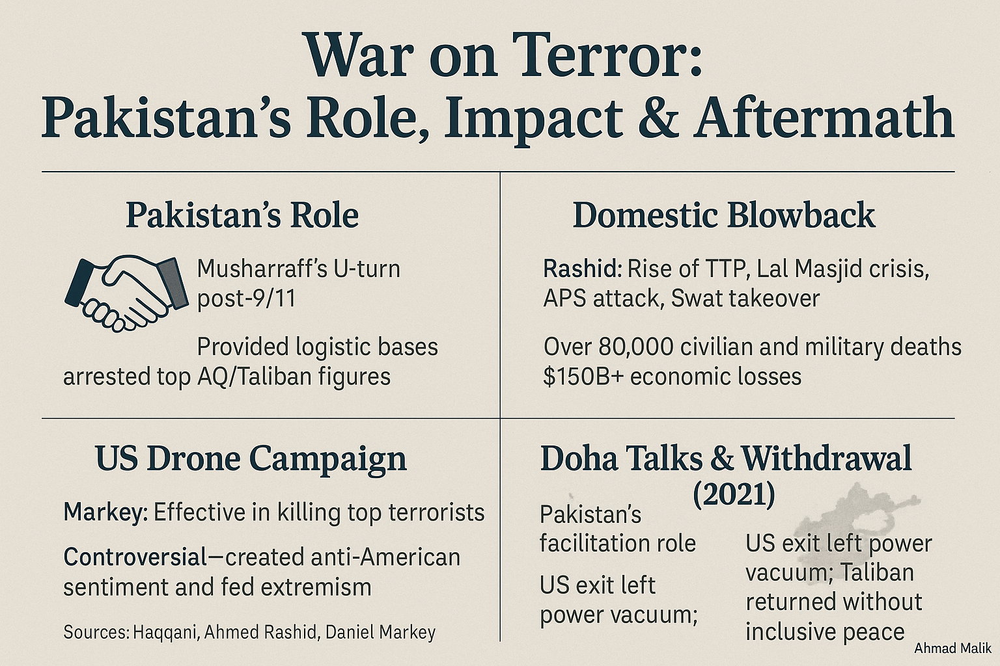 War on Terror:
Pakistan’s Role, Impact & Aftermath
Pakistan’s Role
Musharraff’s U-turn
post-9/11
Provided logistic bases
arrested top AQ/Taliban figures
Domestic Blowback
Rashid: Rise of TTP, Lal Masjid crisis,
APS attack, Swat takeover
Over 80,000 civilian and military deaths
$150B+ economic losses
US Drone Campaign
Markey: Effective in killing top terrorists
Controversial—created anti-American
sentiment and fed extremism
Sources: Haqqani, Ahmed Rashid, Daniel Markey
Doha Talks & Withdrawal
(2021)
Pakistan’s
facilitation role
US exit left
power vacuum;
US exit left power
vacuum; Taliban
returned without
inclusive peace
Ahmad Malik